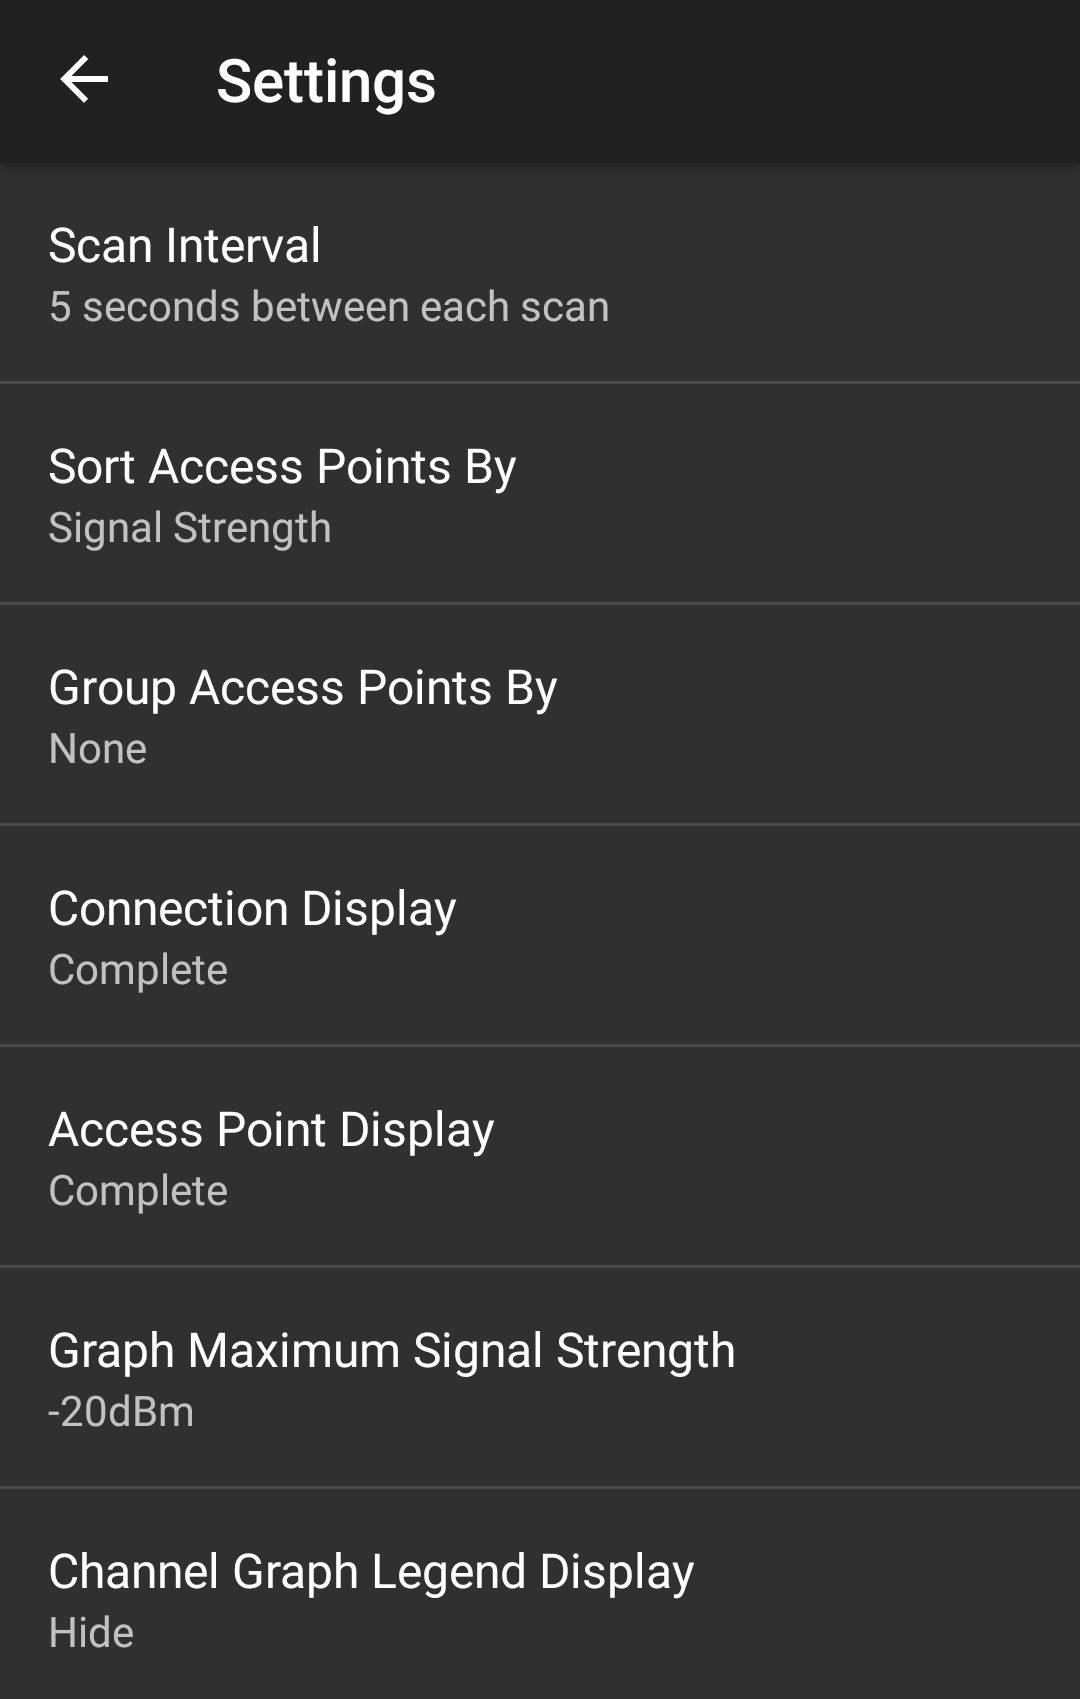 Settings
Scan Interval
5 seconds between each scan
Sort Access Points By
Signal Strength
Group Access Points By
None
Connection Display
Complete
Access Point Display
Complete
Graph Maximum Signal Strength
-20dBm
Channel Graph Legend Display
Hide